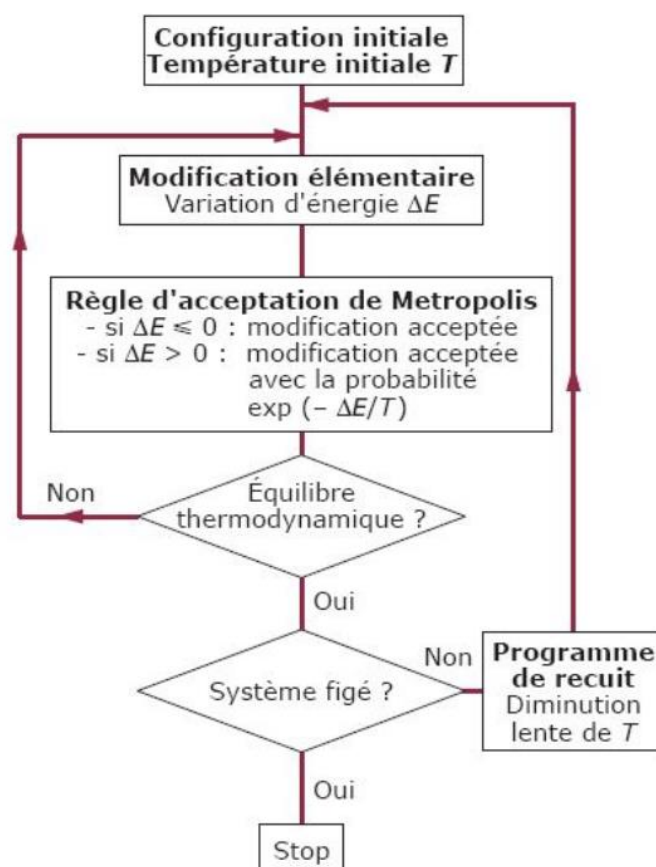 Configuration initiale
Température initiale T
Modification élémentaire
Variation d'énergie ΔE
Règle d'acceptation de Metropolis
- si ΔE ⩽ 0 : modification acceptée
- si ΔE > 0 : modification acceptée
avec la probabilité
exp (– ΔE/T)
Non
Équilibre
thermodynamique ?
Oui
Système figé ?
Non
Programme
de recuit
Diminution
lente de T
Oui
Stop